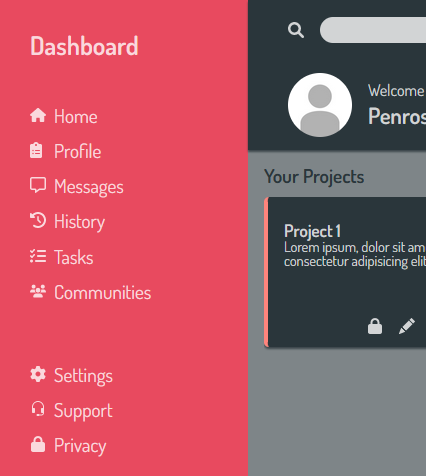 Dashboard
Home
Profile
Messages
History
Tasks
Communities
Settings
Support
Privacy
Welcome
Your Projects
Project 1
Lorem ipsum, dolor sit am
consectetur adipisicing elit